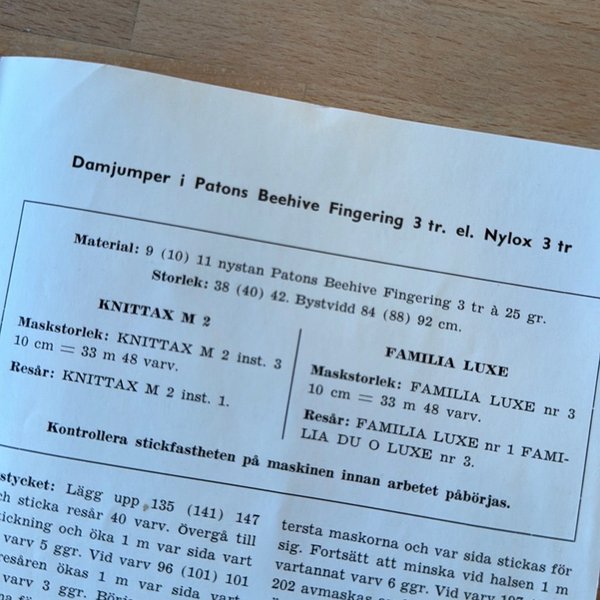 Damjumper i Patons Beehive Fingering 3 tr. el. Nylox 3 tr
Material: 9 (10) 11 nystan Patons Beehive Fingering 3 tr à 25 gr.
Storlek: 38 (40) 42. Bystvidd 84 (88) 92 cm.
KNITTAX M 2
Maskstorlek: KNITTAX M 2 inst. 3
10 cm = 33 m 48 varv.
Resår: KNITTAX M 2 inst. 1.
FAMILIA LUXE
Maskstorlek: FAMILIA LUXE nr 3
10 cm = 33 m 48 varv.
Resår: FAMILIA LUXE nr 1 FAMI-
LIA DU O LUXE nr 3.
Kontrollera stickfastheten på maskinen innan arbetet påbörjas.
stycket: Lägg upp 135 (141) 147
ch sticka resår 40 varv. Övergå till
tickning och öka 1 m var sida vart
varv 5 ggr. Vid varv 96 (101) 101
resåren ökas 1 m var sida vart
varv 3 ggr.
tersta maskorna och var sida stickas för
sig. Fortsätt att minska vid halsen 1 m
vartannat varv 6 ggr. Vid varv
202 avmaskas